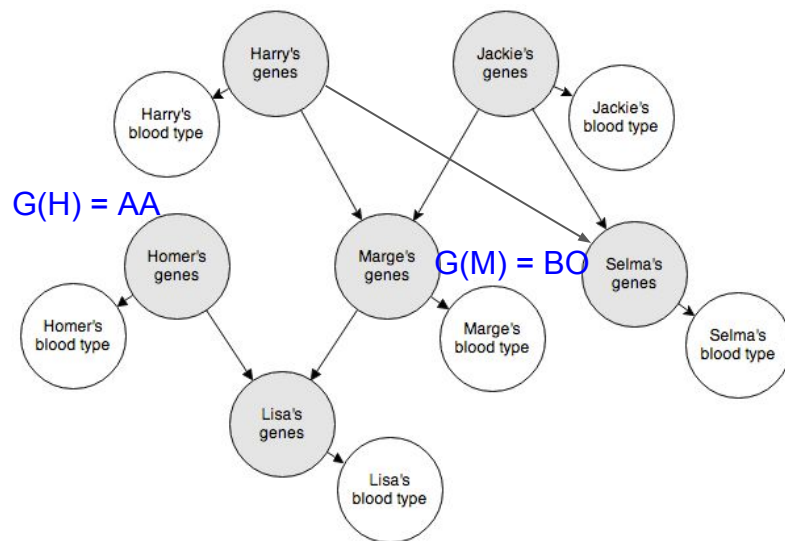 Harry's
genes
Jackie's
genes
Harry's
blood type
Jackie's
blood type
G(H) = AA
Homer's
genes
Marge's
genes
G(M) = BO
Selma's
genes
Homer's
blood type
Marge's
blood type
Selma's
blood type
Lisa's
genes
Lisa's
blood type